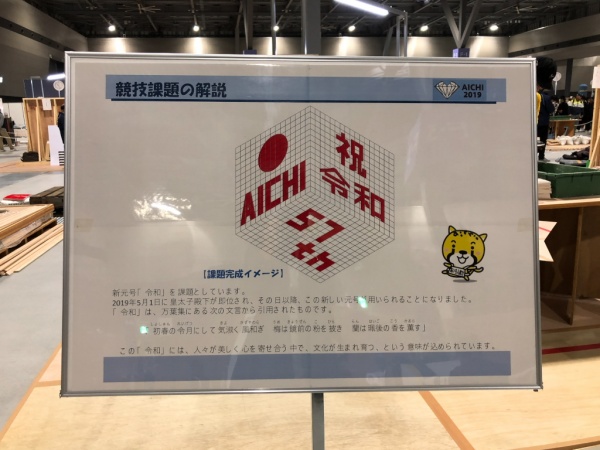 競技課題の解説
AICHI
2019
祝
令和
AICHI
57
th
【課題完成イメージ】
新元号「令和」を課題としています。
2019年5月1日に皇太子殿下が即位され、その日以降、この新しい元号が用いられることになりました。
「令和」は、万葉集にある次の文言から引用されたものです。
「初春の令月にして 気淑く風和ぎ 梅は鏡前の粉を披き 蘭は珮後の香を薫す」
この「令和」には、人々が美しく心を寄せ合う中で、文化が生まれ育つ、という意味が込められています。